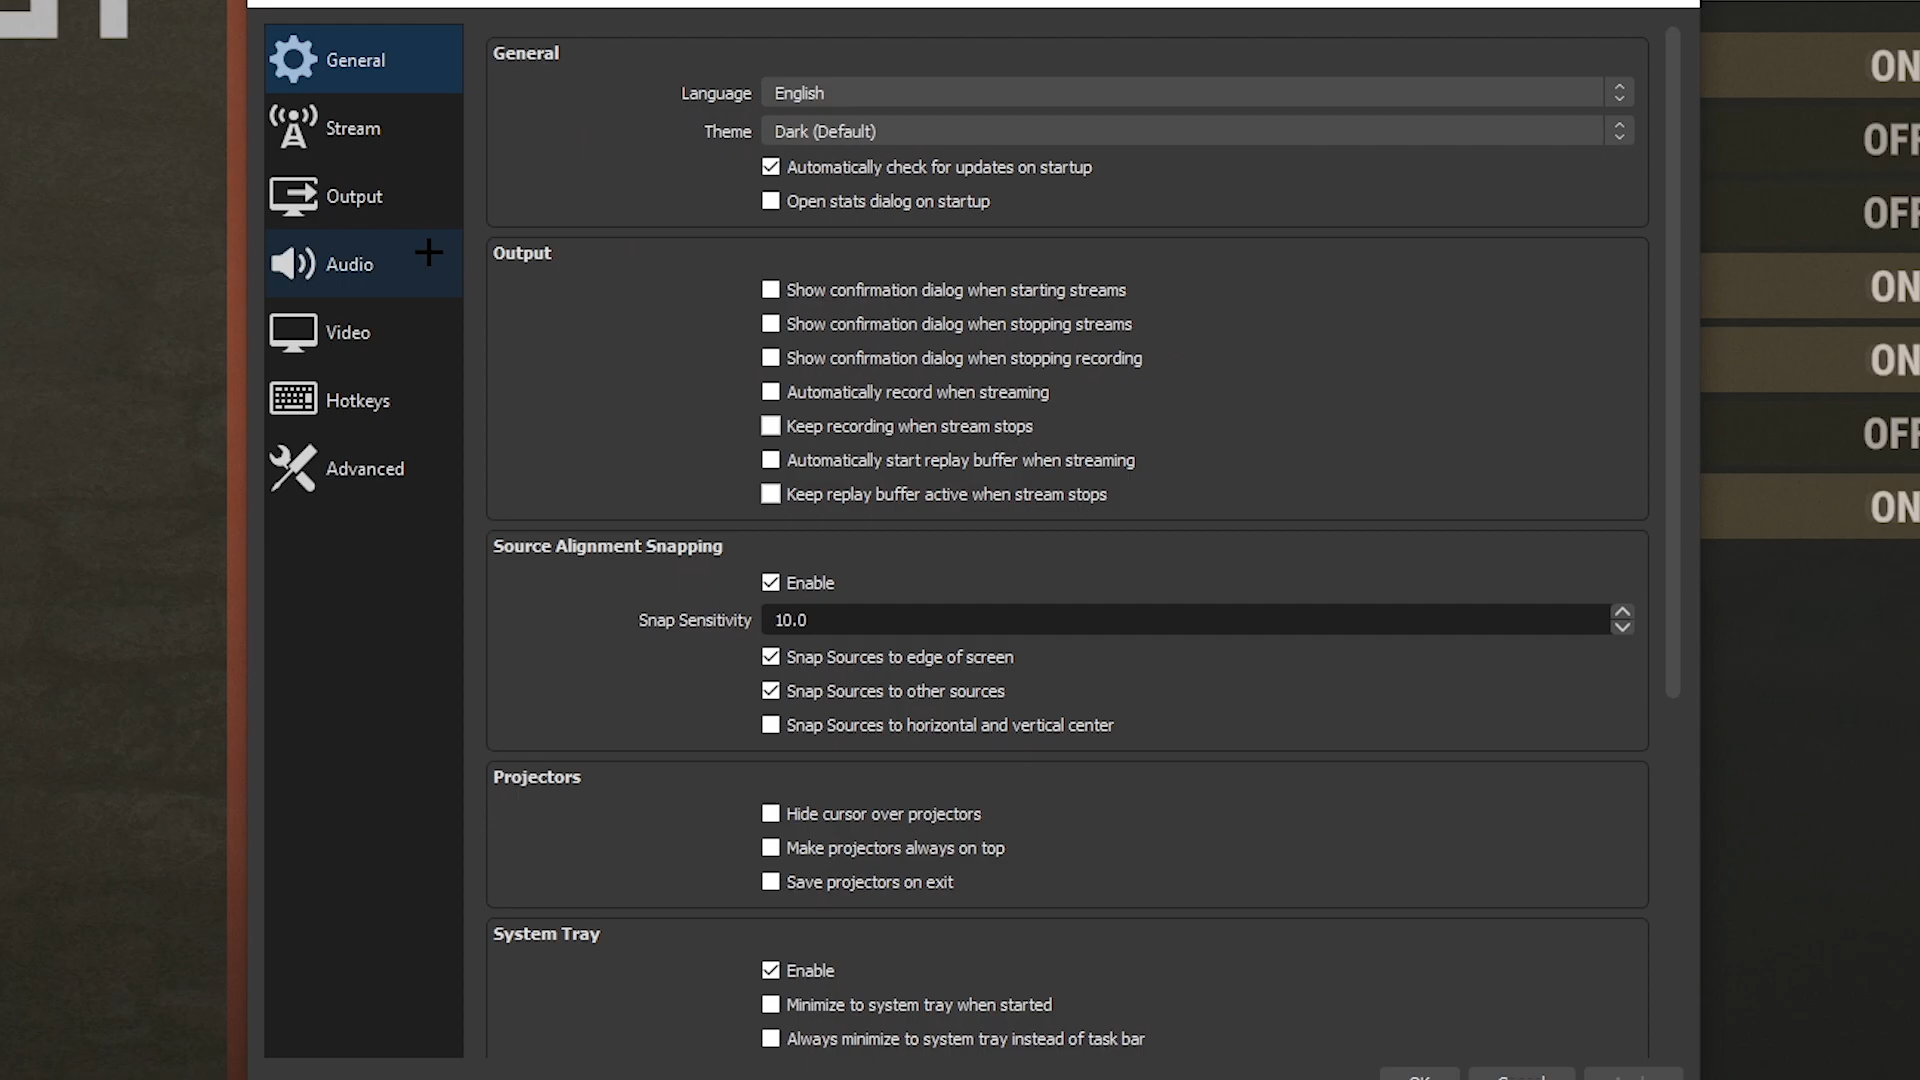 General
Stream
Output
Audio
Video
Hotkeys
Advanced
General
Language English
Theme Dark (Default)
Automatically check for updates on startup
Open stats dialog on startup
Output
Show confirmation dialog when starting streams
Show confirmation dialog when stopping streams
Show confirmation dialog when stopping recording
Automatically record when streaming
Keep recording when stream stops
Automatically start replay buffer when streaming
Keep replay buffer active when stream stops
Source Alignment Snapping
Enable
Snap Sensitivity 10.0
Snap Sources to edge of screen
Snap Sources to other sources
Snap Sources to horizontal and vertical center
Projectors
Hide cursor over projectors
Make projectors always on top
Save projectors on exit
System Tray
Enable
Minimize to system tray when started
Always minimize to system tray instead of task bar
ON
OFF
OFF
ON
ON
OFF
ON